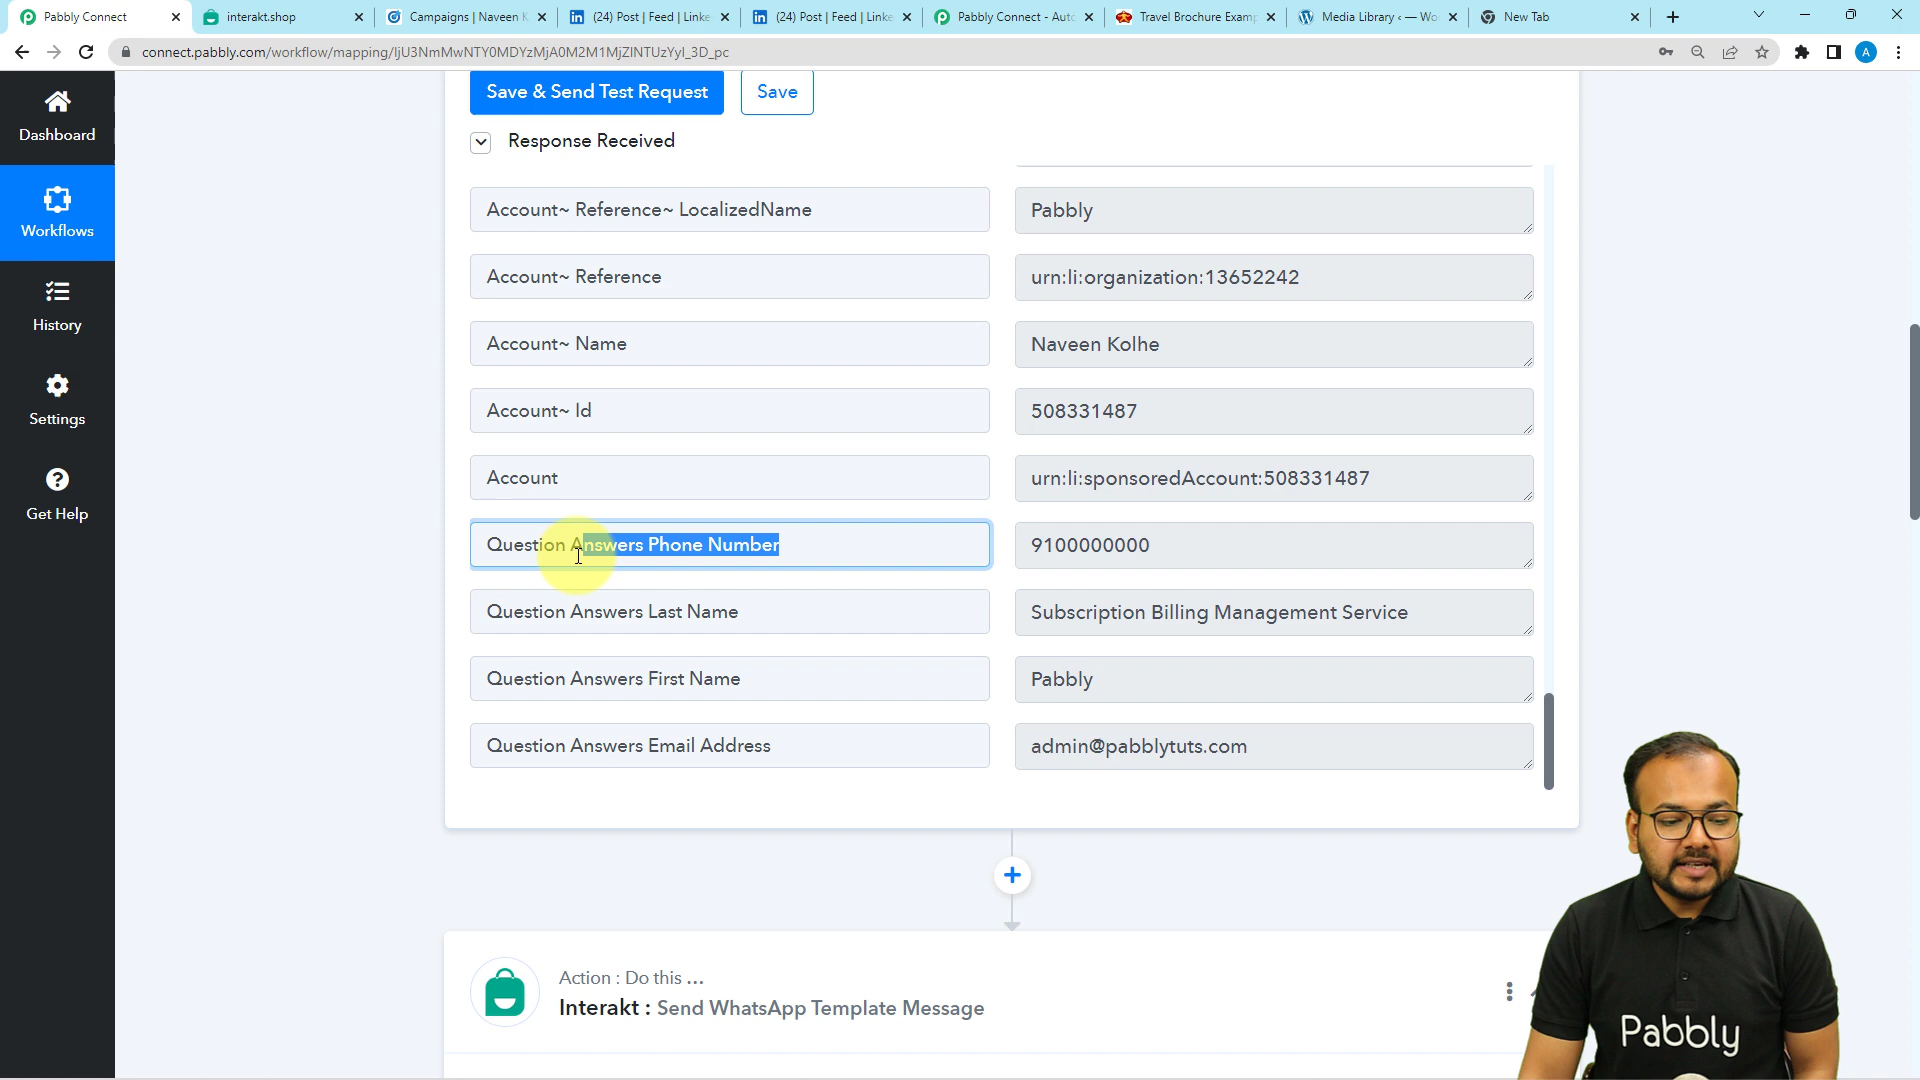 Pabbly Connect
interakt.shop
Campaigns | Naveen K
(24) Post | Feed | Linke
(24) Post | Feed | Linke
Pabbly Connect - Auto
Travel Brochure Examp
Media Library ‹ — Wo
New Tab
connect.pabbly.com/workflow/mapping/IjU3NmMwNTY0MDYzMjA0M2M1MjZlNTUzYyI_3D_pc
A
Dashboard
Workflows
History
Settings
Get Help
Save & Send Test Request
Save
Response Received
Account~ Reference~ LocalizedName
Pabbly
Account~ Reference
urn:li:organization:13652242
Account~ Name
Naveen Kolhe
Account~ Id
508331487
Account
urn:li:sponsoredAccount:508331487
Question Answers Phone Number
9100000000
Question Answers Last Name
Subscription Billing Management Service
Question Answers First Name
Pabbly
Question Answers Email Address
admin@pabblytuts.com
Action : Do this ...
Interakt : Send WhatsApp Template Message
Pabbly